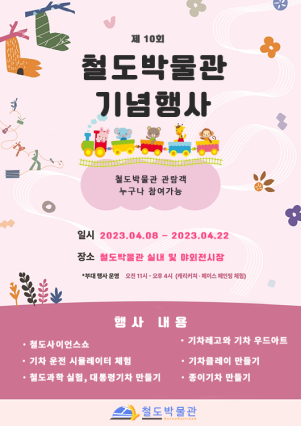 제 10회
철도박물관
기념행사
철도박물관 관람객
누구나 참여가능
일시 2023.04.08 ~ 2023.04.22
장소 철도박물관 실내 및 야외전시장
*부대 행사 운영 오전 11시 - 오후 4시 (캐리커처 · 페이스 페인팅 체험)
행사 내용
· 철도사이언스쇼
· 기차레고와 기차 우드아트
· 기차 운전 시뮬레이터 체험
· 기차클레이 만들기
· 철도과학 실험, 대통령기차 만들기
· 종이기차 만들기
철도박물관